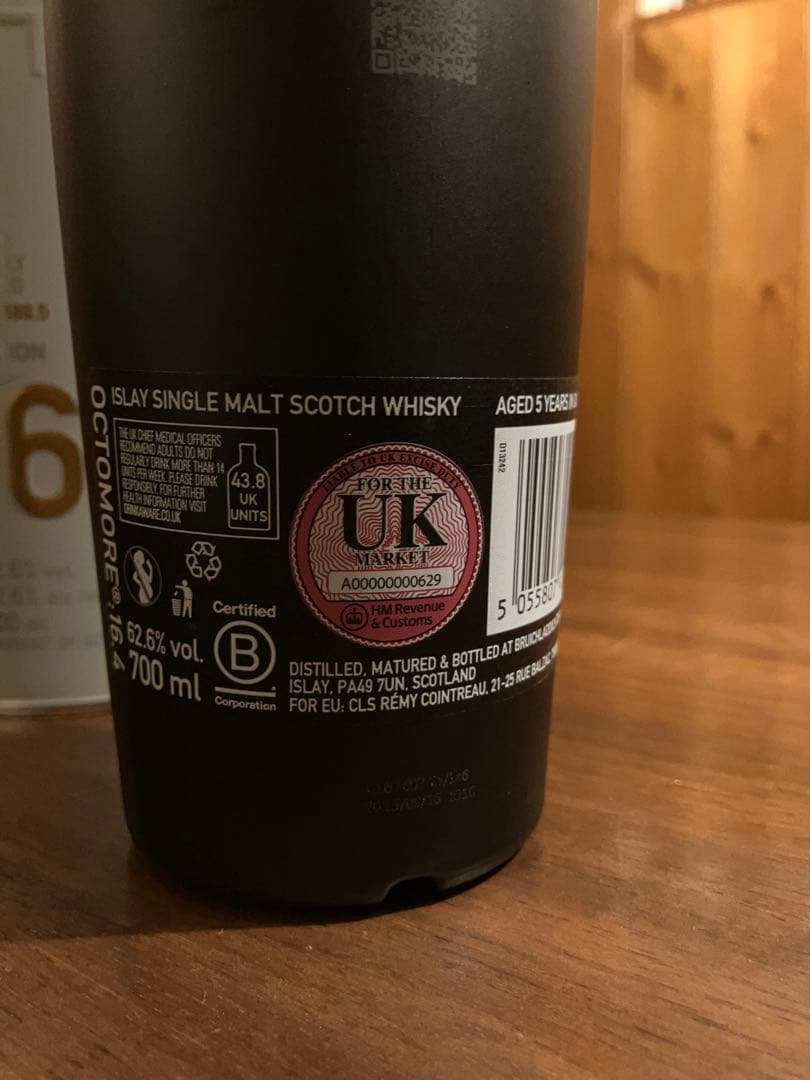 ISLAY SINGLE MALT SCOTCH WHISKY
AGED 5 YEARS IN
OCTOMORE®:16.4
THE UK CHIEF MEDICAL OFFICERS
RECOMMEND ADULTS DO NOT
REGULARLY DRINK MORE THAN 14
UNITS PER WEEK. PLEASE DRINK
RESPONSIBLY. FOR FURTHER
HEALTH INFORMATION VISIT
DRINKAWARE.CO.UK
43.8
UK
UNITS
LIABLE TO UK EXCISE DUTY
FOR THE
UK
MARKET
A00000000629
HM Revenue
& Customs
D13242
5 05580
62.6% vol.
700 ml
Certified
B
Corporation
DISTILLED, MATURED & BOTTLED AT
ISLAY, PA49 7UN, SCOTLAND
FOR EU: CLS RÉMY COINTREAU, 21-25 RUE
6